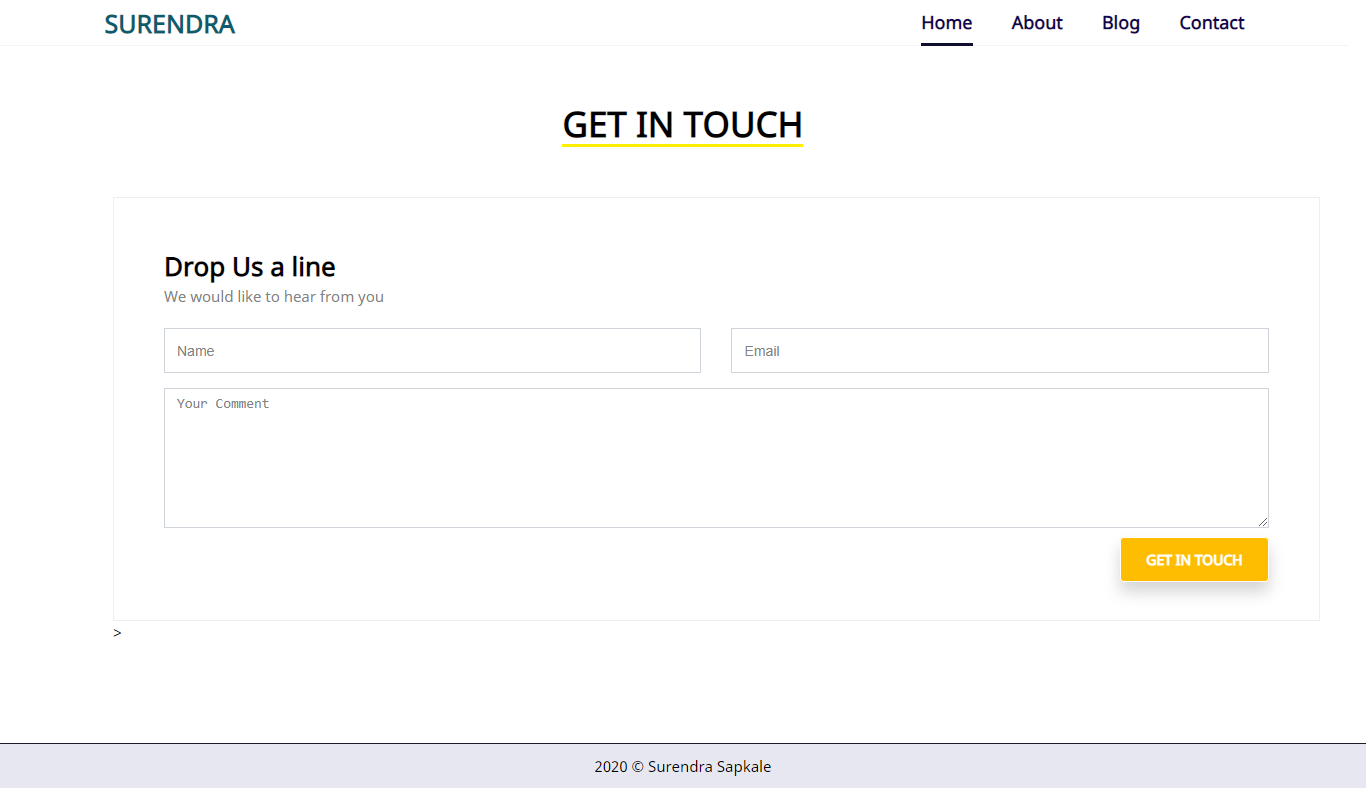 SURENDRA Home About Blog Contact
GET IN TOUCH
Drop Us a line
We would like to hear from you
Name Email
Your Comment
GET IN TOUCH
>
2020 © Surendra Sapkale